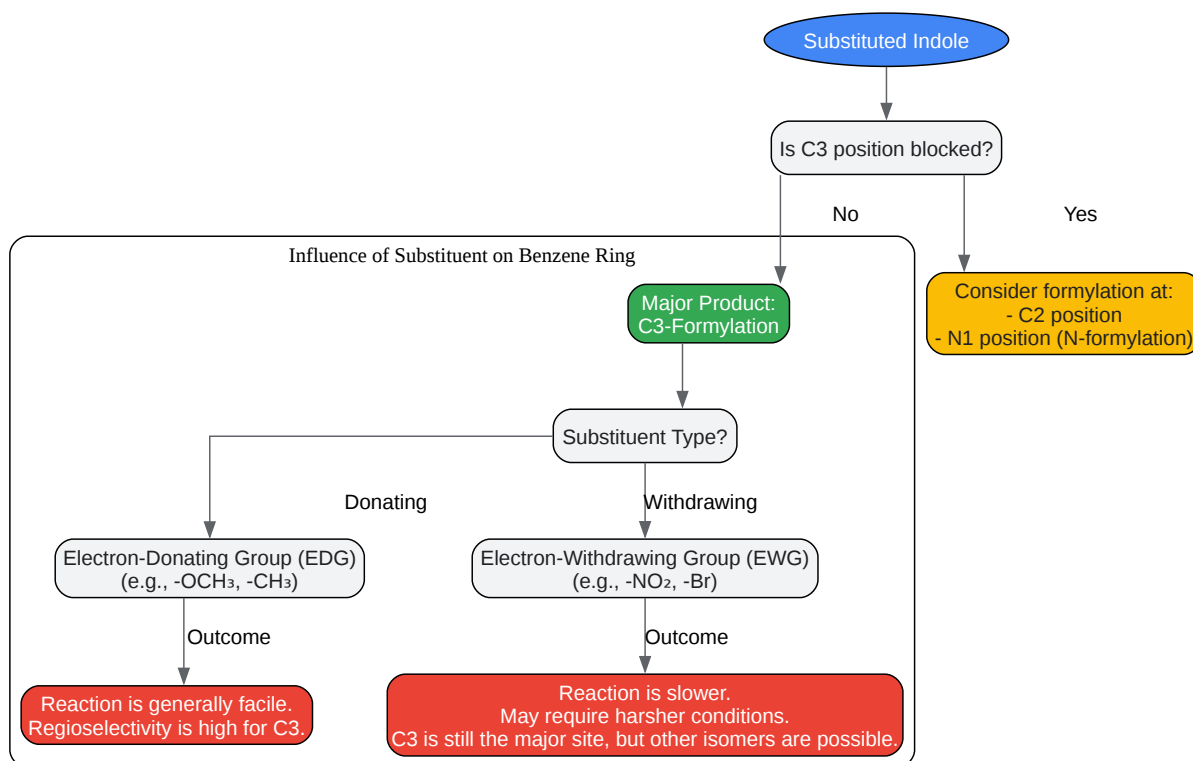 Substituted Indole
Is C3 position blocked?
No
Yes
Influence of Substituent on Benzene Ring
Major Product:
C3-Formylation
Consider formylation at:
- C2 position
- N1 position (N-formylation)
Substituent Type?
Donating
Withdrawing
Electron-Donating Group (EDG)
(e.g., -OCH₃, -CH₃)
Electron-Withdrawing Group (EWG)
(e.g., -NO₂, -Br)
Outcome
Outcome
Reaction is generally facile.
Regioselectivity is high for C3.
Reaction is slower.
May require harsher conditions.
C3 is still the major site, but other isomers are possible.